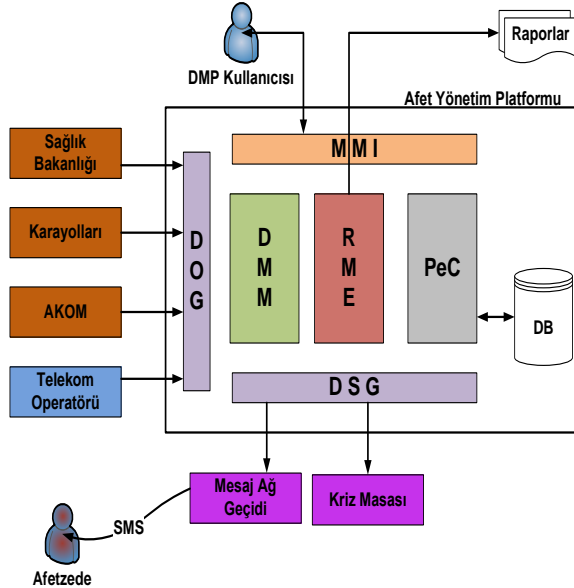 Raporlar
DMP Kullanıcısı
Afet Yönetim Platformu
Sağlık
Bakanlığı
M M I
Karayolları
D
O
G
D
M
M
R
M
E
PeC
AKOM
DB
Telekom
Operatörü
D S G
Mesaj Ağ
Geçidi
Kriz Masası
SMS
Afetzede